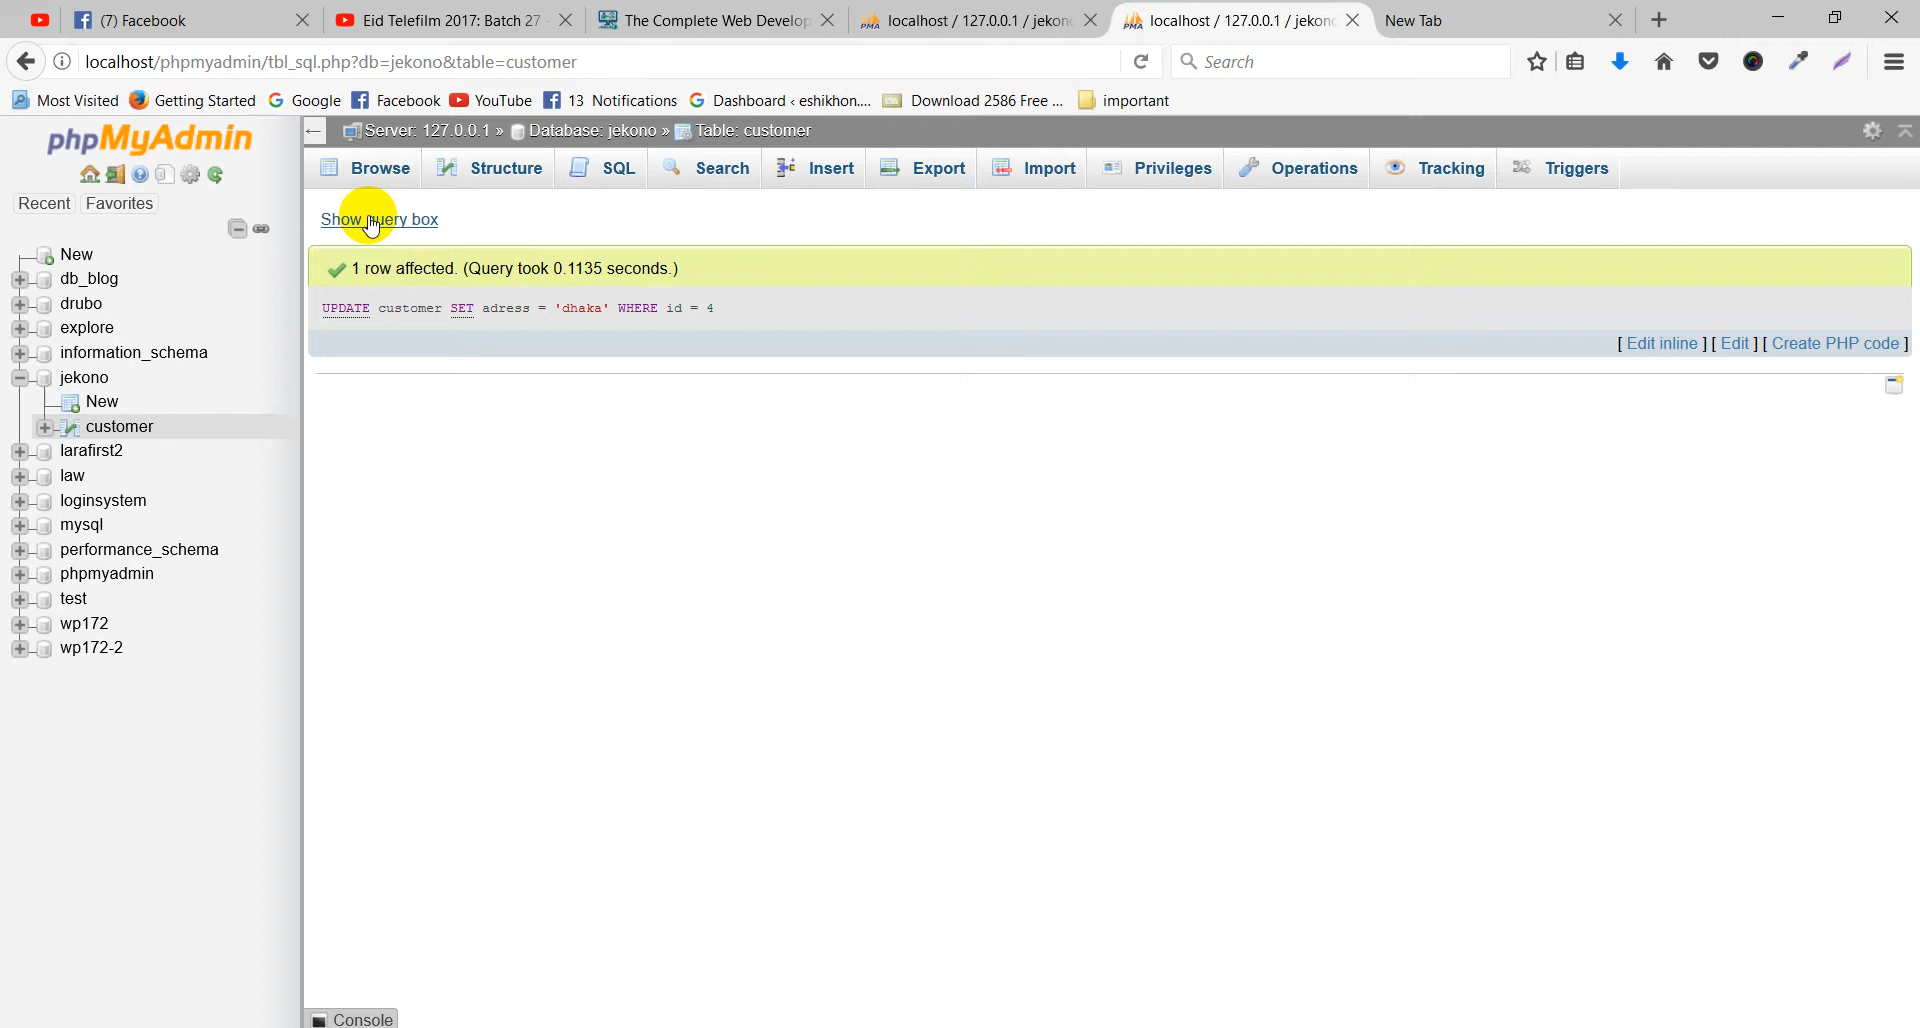 (7) Facebook
Eid Telefilm 2017: Batch 27
The Complete Web Develop
localhost / 127.0.0.1 / jekono
localhost / 127.0.0.1 / jekono
New Tab
localhost/phpmyadmin/tbl_sql.php?db=jekono&table=customer
Search
Most Visited
Getting Started
Google
Facebook
YouTube
13 Notifications
Dashboard ‹ eshikhon....
Download 2586 Free ...
important
phpMyAdmin
Recent
Favorites
New
db_blog
drubo
explore
information_schema
jekono
New
customer
larafirst2
law
loginsystem
mysql
performance_schema
phpmyadmin
test
wp172
wp172-2
Server: 127.0.0.1 » Database: jekono » Table: customer
Browse
Structure
SQL
Search
Insert
Export
Import
Privileges
Operations
Tracking
Triggers
Show query box
1 row affected. (Query took 0.1135 seconds.)
UPDATE customer SET adress = 'dhaka' WHERE id = 4
[ Edit inline ] [ Edit ] [ Create PHP code ]
Console